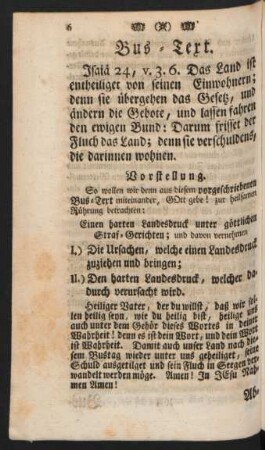 6
Bus-Text.
Jsaiä 24, v. 3. 6. Das Land ist
entheiliget von seinen Einwohnern;
denn sie übergehen das Gesetz, und
ändern die Gebote, und lassen fahren
den ewigen Bund: Darum frisset der
Fluch das Land; denn sie verschuldens,
die darinnen wohnen.
Vorstellung.
So wollen wir denn aus diesem vorgeschriebenen
Bus-Text miteinander, GOtt gebe! zur heilsamen
Rührung betrachten:
Einen harten Landesdruck unter göttlichen
Straf-Gerichten; und davon vernehmen
I.) Die Ursachen, welche einen Landesdruck
zuziehen und bringen;
II.) Den harten Landesdruck, welcher da-
durch verursacht wird.
Heiliger Vater, der du willst, daß wir sol-
len heilig seyn, wie du heilig bist, heilige uns
auch unter dem Gehör dieses Wortes in deiner
Wahrheit! denn es ist dein Wort, und dein Wort
ist Wahrheit. Damit auch unser Land nach die-
sem Bustag wieder unter uns geheiliget, seine
Schuld ausgetilget und sein Fluch in Seegen ver-
wandelt werden möge. Amen! In JEsu Nah-
men Amen!
Ab-